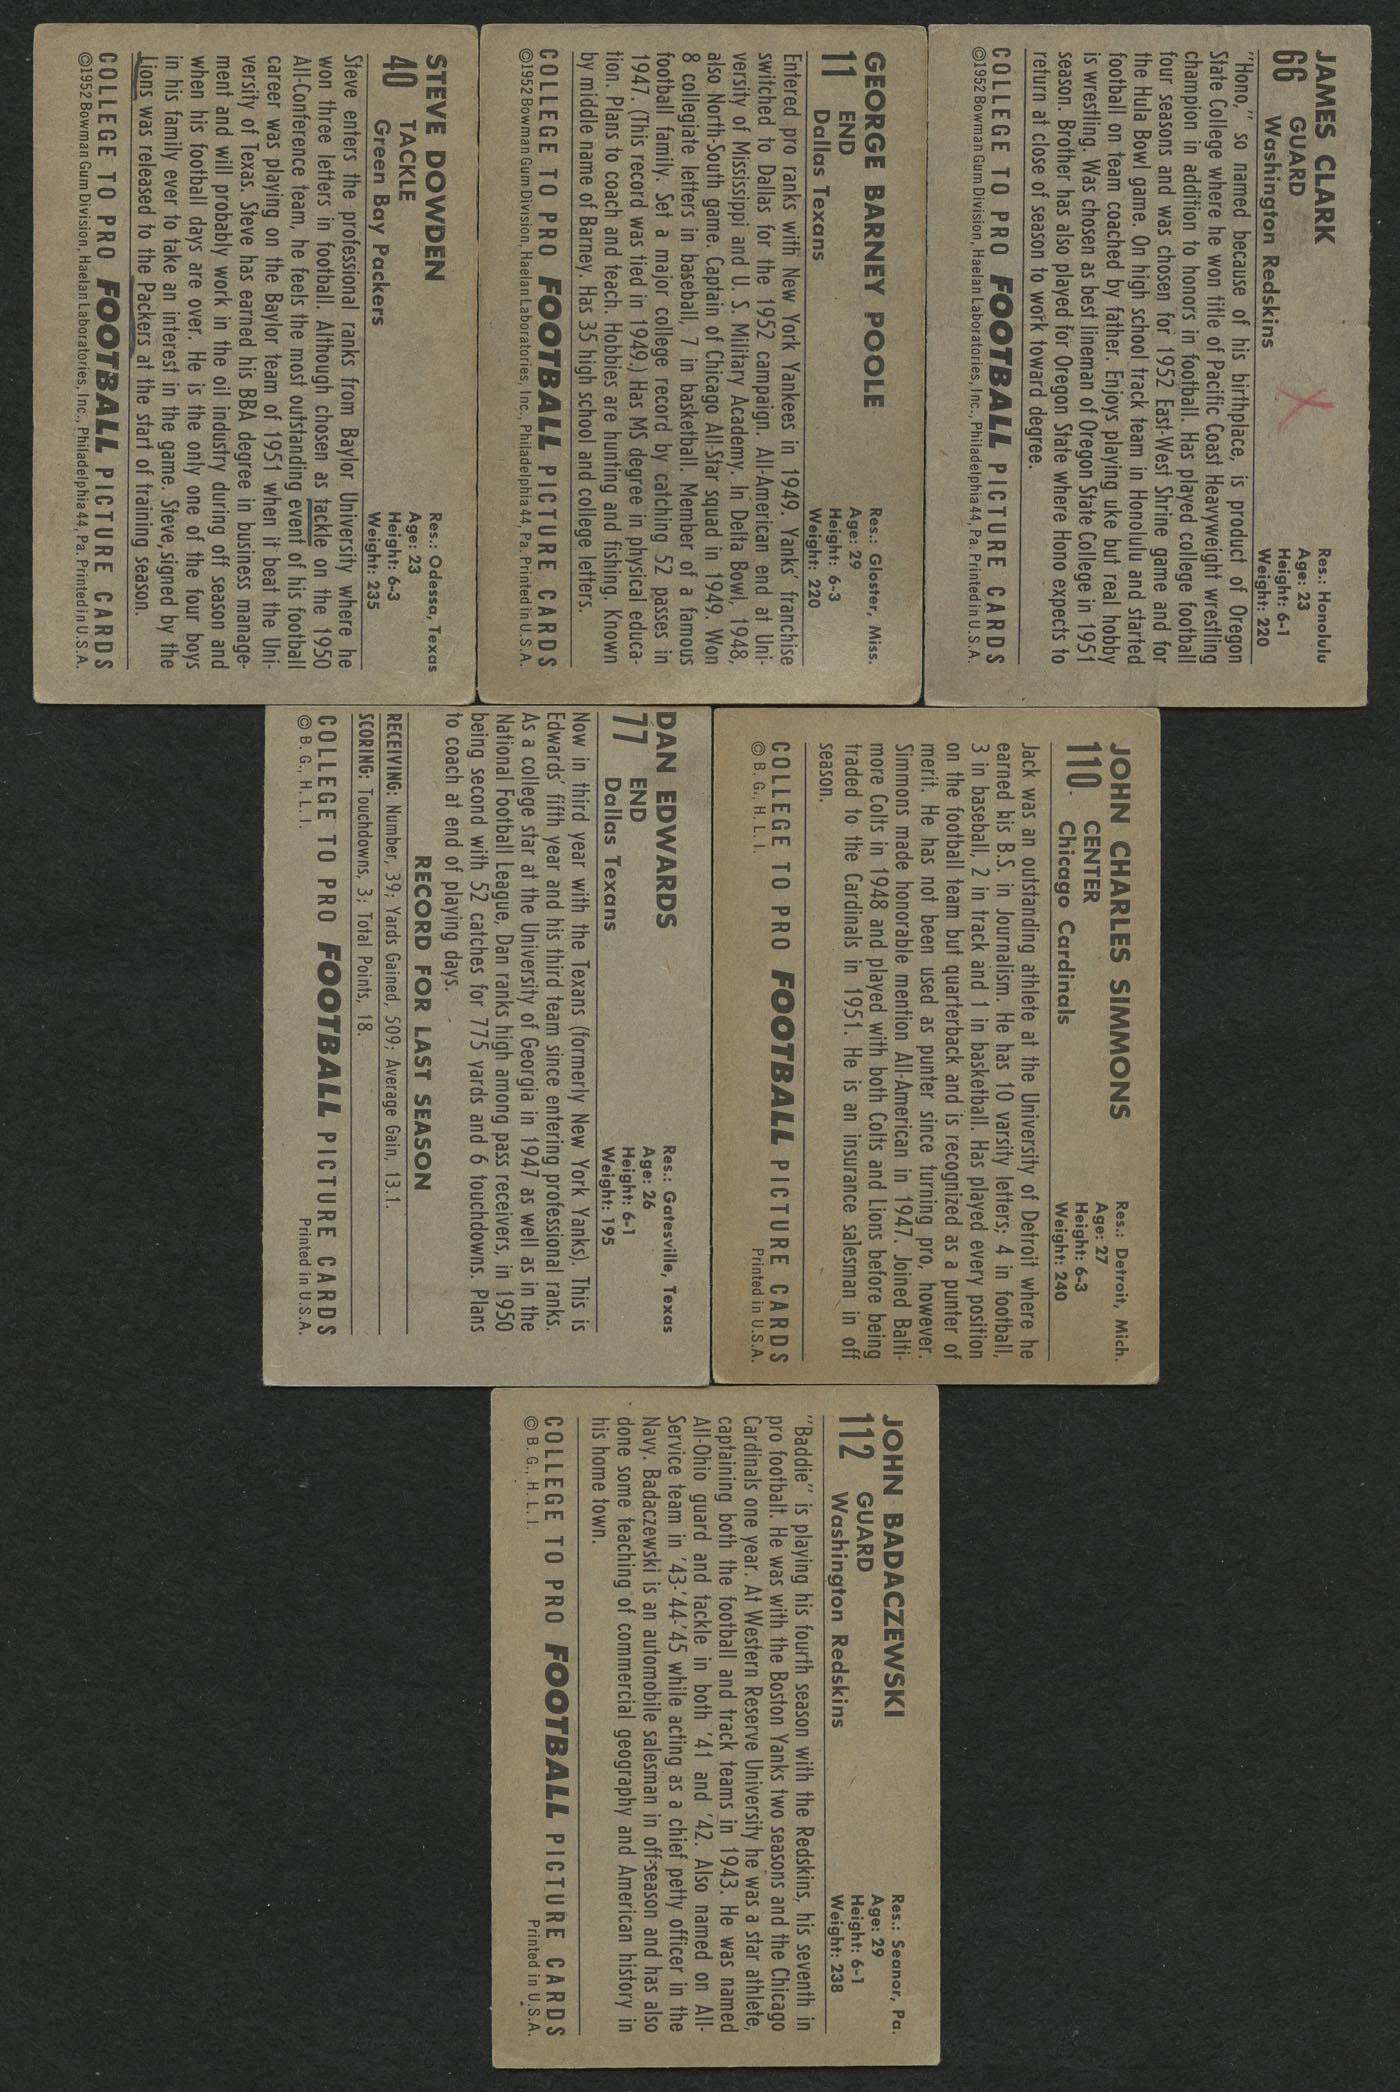 JAMES CLARK
66 GUARD
Washington Redskins
Res.: Honolulu
Age: 23
Height: 6-1
Weight: 220
"Hono," so named because of his birthplace, is product of Oregon
State College where he won title of Pacific Coast Heavyweight wrestling
champion in addition to honors in football. Has played college football
four seasons and was chosen for 1952 East-West Shrine game and for
the Hula Bowl game. On high school track team in Honolulu and started
football on team coached by father. Enjoys playing uke but real hobby
is wrestling. Was chosen as best lineman of Oregon State College in 1951
season. Brother has also played for Oregon State where Hono expects to
return at close of season to work toward degree.
COLLEGE TO PRO FOOTBALL PICTURE CARDS
©1952 Bowman Gum Division, Haelan Laboratories, Inc., Philadelphia 44, Pa. Printed in U.S.A.
GEORGE BARNEY POOLE
11 END
Dallas Texans
Res.: Gloster, Miss.
Age: 29
Height: 6-3
Weight: 220
Entered pro ranks with New York Yankees in 1949. Yanks' franchise
switched to Dallas for the 1952 campaign. All-American end at Uni-
versity of Mississippi and U. S. Military Academy. In Delta Bowl, 1948,
also North-South game. Captain of Chicago All-Star squad in 1949. Won
8 collegiate letters in baseball, 7 in basketball. Member of a famous
football family. Set a major college record by catching 52 passes in
1947. (This record was tied in 1949.) Has MS degree in physical educa-
tion. Plans to coach and teach. Hobbies are hunting and fishing. Known
by middle name of Barney. Has 35 high school and college letters.
COLLEGE TO PRO FOOTBALL PICTURE CARDS
©1952 Bowman Gum Division, Haelan Laboratories, Inc., Philadelphia 44, Pa. Printed in U.S.A.
STEVE DOWDEN
40 TACKLE
Green Bay Packers
Res.: Odessa, Texas
Age: 23
Height: 6-3
Weight: 235
Steve enters the professional ranks from Baylor University where he
won three letters in football. Although chosen as tackle on the 1950
All-Conference team, he feels the most outstanding event of his football
career was playing on the Baylor team of 1951 when it beat the Uni-
versity of Texas. Steve has earned his BBA degree in business manage-
ment and will probably work in the oil industry during off season and
when his football days are over. He is the only one of the four boys
in his family ever to take an interest in the game. Steve, signed by the
Lions was released to the Packers at the start of training season.
COLLEGE TO PRO FOOTBALL PICTURE CARDS
©1952 Bowman Gum Division, Haelan Laboratories, Inc., Philadelphia 44, Pa. Printed in U.S.A.
JOHN CHARLES SIMMONS
110 CENTER
Chicago Cardinals
Res.: Detroit, Mich.
Age: 27
Height: 6-3
Weight: 240
Jack was an outstanding athlete at the University of Detroit where he
earned his B.S. in Journalism. He has 10 varsity letters; 4 in football,
3 in baseball, 2 in track and 1 in basketball. Has played every position
on the football team but quarterback and is recognized as a punter of
merit. He has not been used as punter since turning pro, however.
Simmons made honorable mention All-American in 1947. Joined Balti-
more Colts in 1948 and played with both Colts and Lions before being
traded to the Cardinals in 1951. He is an insurance salesman in off
season.
COLLEGE TO PRO FOOTBALL PICTURE CARDS
© B. G., H. L. I. Printed in U.S.A.
DAN EDWARDS
77 END
Dallas Texans
Res.: Gatesville, Texas
Age: 26
Height: 6-1
Weight: 195
Now in third year with the Texans (formerly New York Yanks). This is
Edwards' fifth year and his third team since entering professional ranks.
As a college star at the University of Georgia in 1947 as well as in the
National Football League, Dan ranks high among pass receivers, in 1950
being second with 52 catches for 775 yards and 6 touchdowns. Plans
to coach at end of playing days.
RECORD FOR LAST SEASON
RECEIVING: Number, 39; Yards Gained, 509; Average Gain, 13.1.
SCORING: Touchdowns, 3; Total Points, 18.
COLLEGE TO PRO FOOTBALL PICTURE CARDS
© B. G., H. L. I. Printed in U.S.A.
JOHN BADACZEWSKI
112 GUARD
Washington Redskins
Res.: Seanor, Pa.
Age: 29
Height: 6-1
Weight: 238
"Baddie" is playing his fourth season with the Redskins, his seventh in
pro football. He was with the Boston Yanks two seasons and the Chicago
Cardinals one year. At Western Reserve University he was a star athlete,
captaining both the football and track teams in 1943. He was named
All-Ohio guard and tackle in both '41 and '42. Also named on All-
Service team in '43-'44-'45 while acting as a chief petty officer in the
Navy. Badaczewski is an automobile salesman in off-season and has also
done some teaching of commercial geography and American history in
his home town.
COLLEGE TO PRO FOOTBALL PICTURE CARDS
© B. G., H. L. I. Printed in U.S.A.